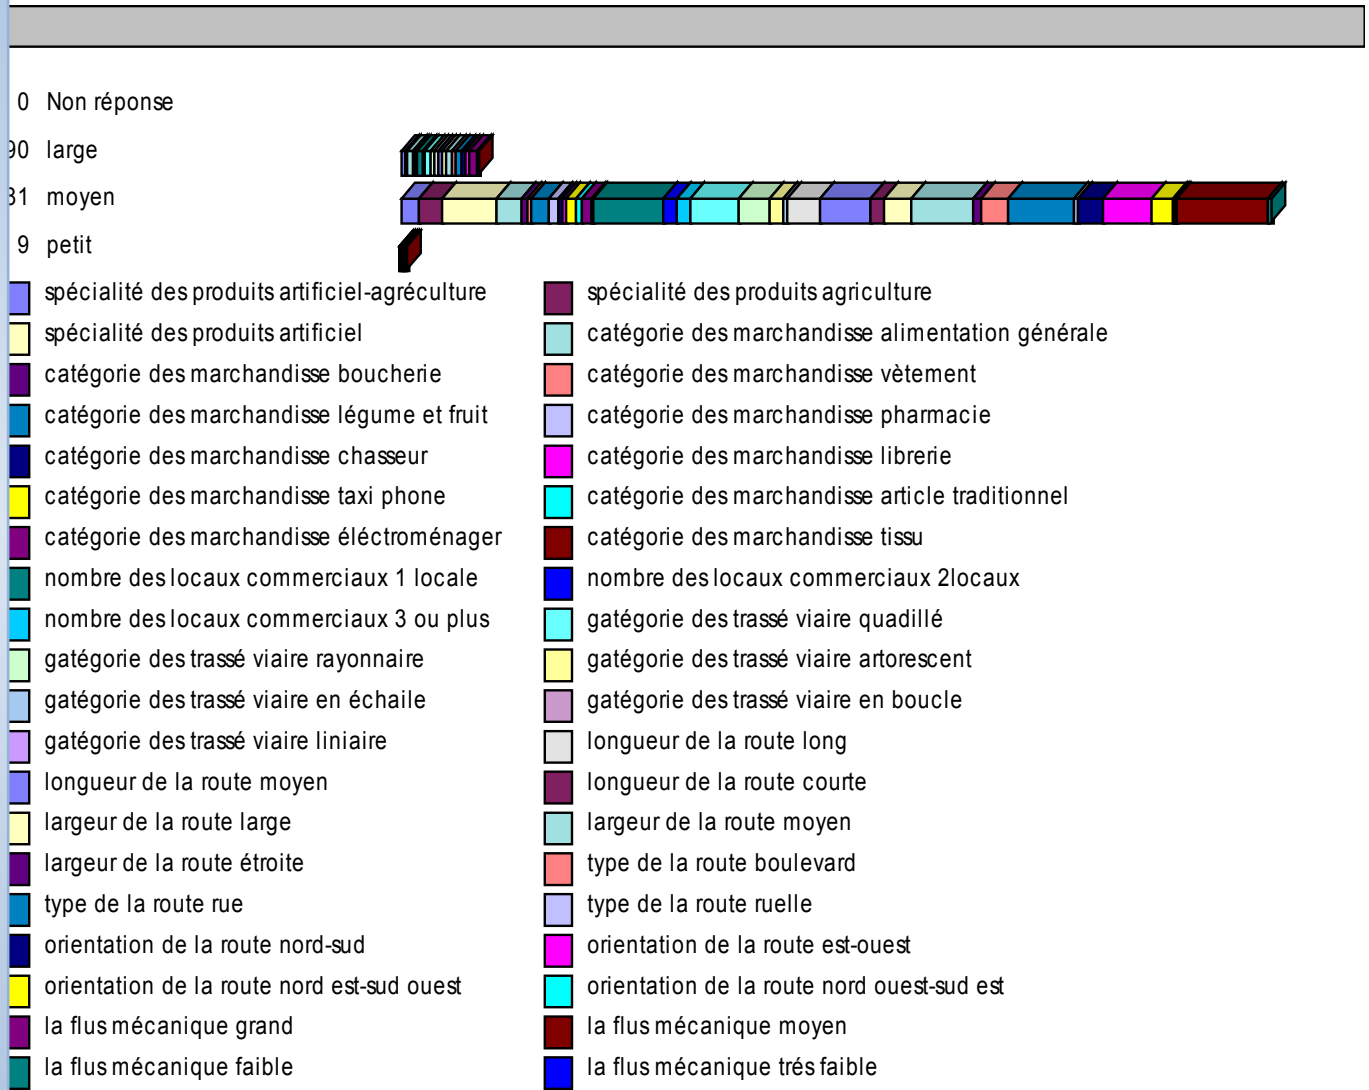 0 Non réponse
90 large
31 moyen
9 petit
spécialité des produits artificiel-agréculture
spécialité des produits agriculture
spécialité des produits artificiel
catégorie des marchandisse alimentation générale
catégorie des marchandisse boucherie
catégorie des marchandisse vètement
catégorie des marchandisse légume et fruit
catégorie des marchandisse pharmacie
catégorie des marchandisse chasseur
catégorie des marchandisse librerie
catégorie des marchandisse taxi phone
catégorie des marchandisse article traditionnel
catégorie des marchandisse éléctroménager
catégorie des marchandisse tissu
nombre des locaux commerciaux 1 locale
nombre des locaux commerciaux 2locaux
nombre des locaux commerciaux 3 ou plus
gatégorie des trassé viaire quadillé
gatégorie des trassé viaire rayonnaire
gatégorie des trassé viaire artorescent
gatégorie des trassé viaire en échaile
gatégorie des trassé viaire en boucle
gatégorie des trassé viaire liniaire
longueur de la route long
longueur de la route moyen
longueur de la route courte
largeur de la route large
largeur de la route moyen
largeur de la route étroite
type de la route boulevard
type de la route rue
type de la route ruelle
orientation de la route nord-sud
orientation de la route est-ouest
orientation de la route nord est-sud ouest
orientation de la route nord ouest-sud est
la flus mécanique grand
la flus mécanique moyen
la flus mécanique faible
la flus mécanique trés faible